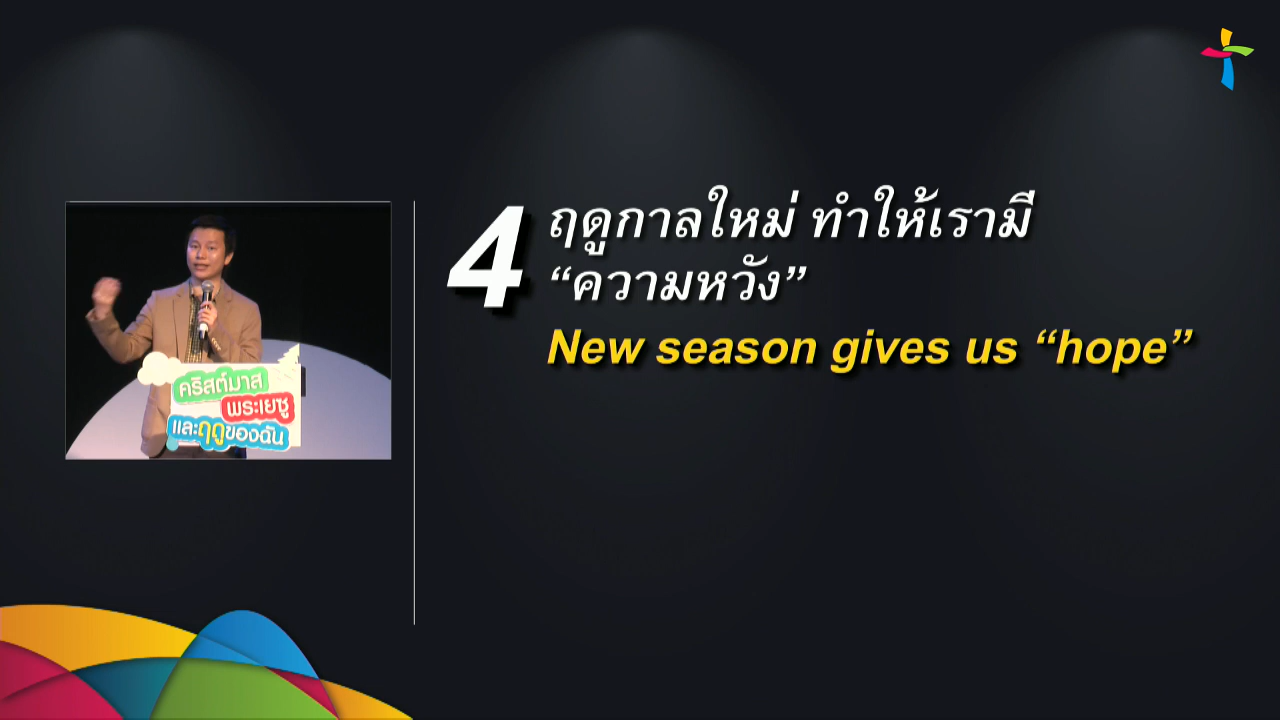 4
ฤดูกาลใหม่ ทำให้เรามี
“ความหวัง”
New season gives us “hope”
คริสต์มาส
พระเยซู
และฤดูของฉัน